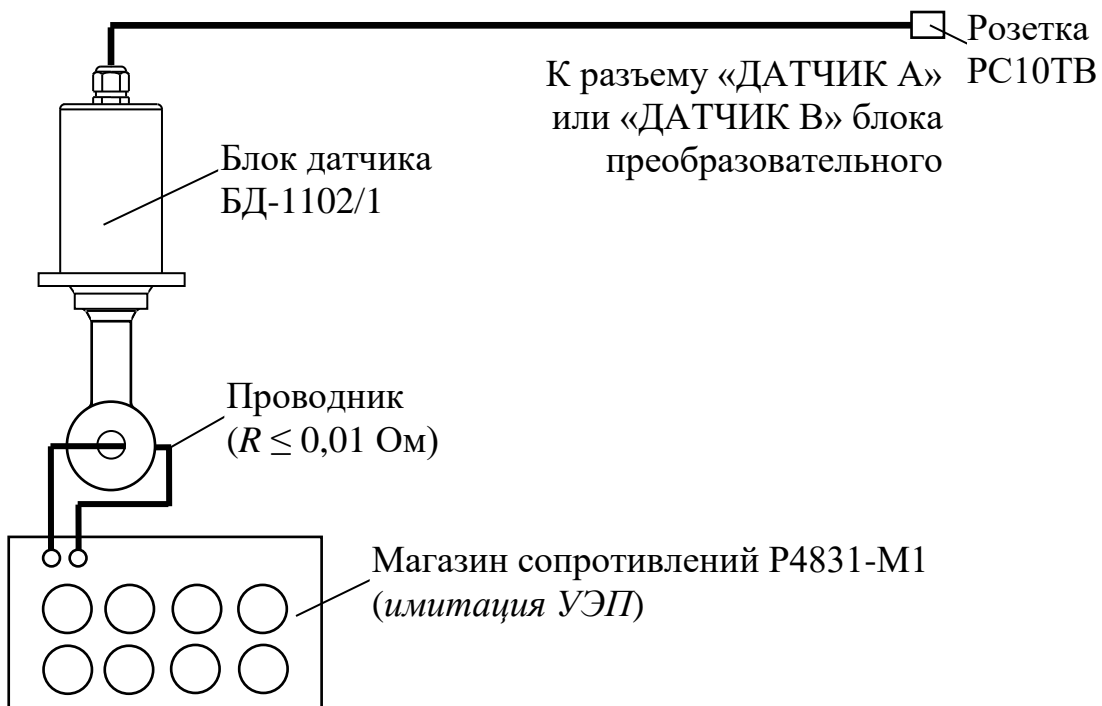 Розетка
РС10ТВ
К разъему «ДАТЧИК А»
или «ДАТЧИК В» блока
преобразовательного
Блок датчика
БД-1102/1
Проводник
(R ≤ 0,01 Ом)
Магазин сопротивлений Р4831-М1
(имитация УЭП)